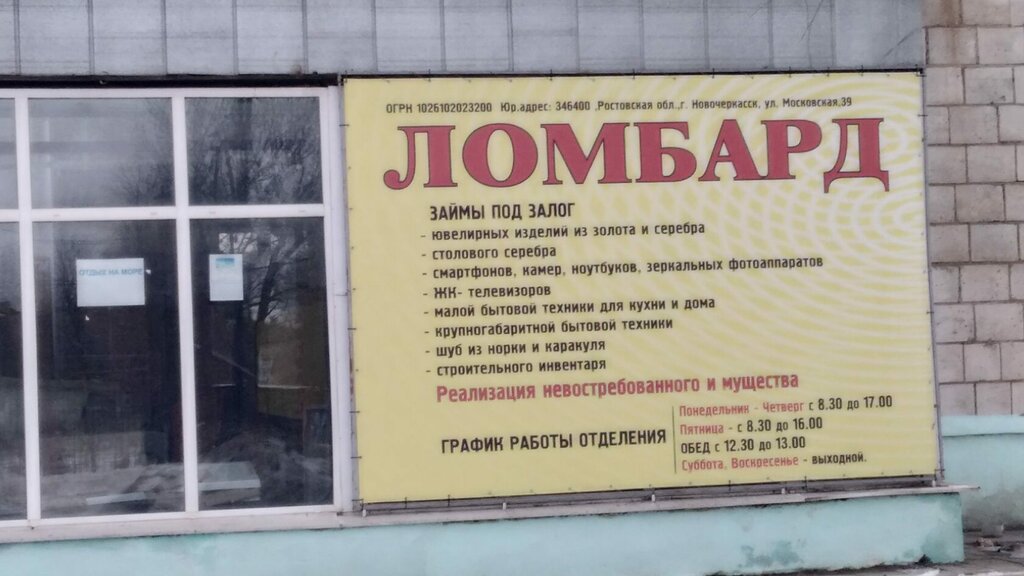 ОГРН 1026102023200 Юр.адрес: 346400 ,Ростовская обл.,г. Новочеркасск, ул. Московская,39
ЛОМБАРД
ЗАЙМЫ ПОД ЗАЛОГ
- ювелирных изделий из золота и серебра
- столового серебра
- смартфонов, камер, ноутбуков, зеркальных фотоаппаратов
- ЖК- телевизоров
- малой бытовой техники для кухни и дома
- крупногабаритной бытовой техники
- шуб из норки и каракуля
- строительного инвентаря
Реализация невостребованного и мущества
ГРАФИК РАБОТЫ ОТДЕЛЕНИЯ
Понедельник - Четверг с 8.30 до 17.00
Пятница - с 8.30 до 16.00
ОБЕД с 12.30 до 13.00
Суббота, Воскресенье - выходной.
ОТДЫХ НА МОРЕ